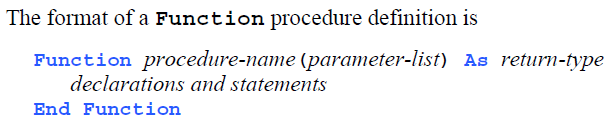 The format of a Function procedure definition is
Function procedure-name(parameter-list) As return-type
declarations and statements
End Function